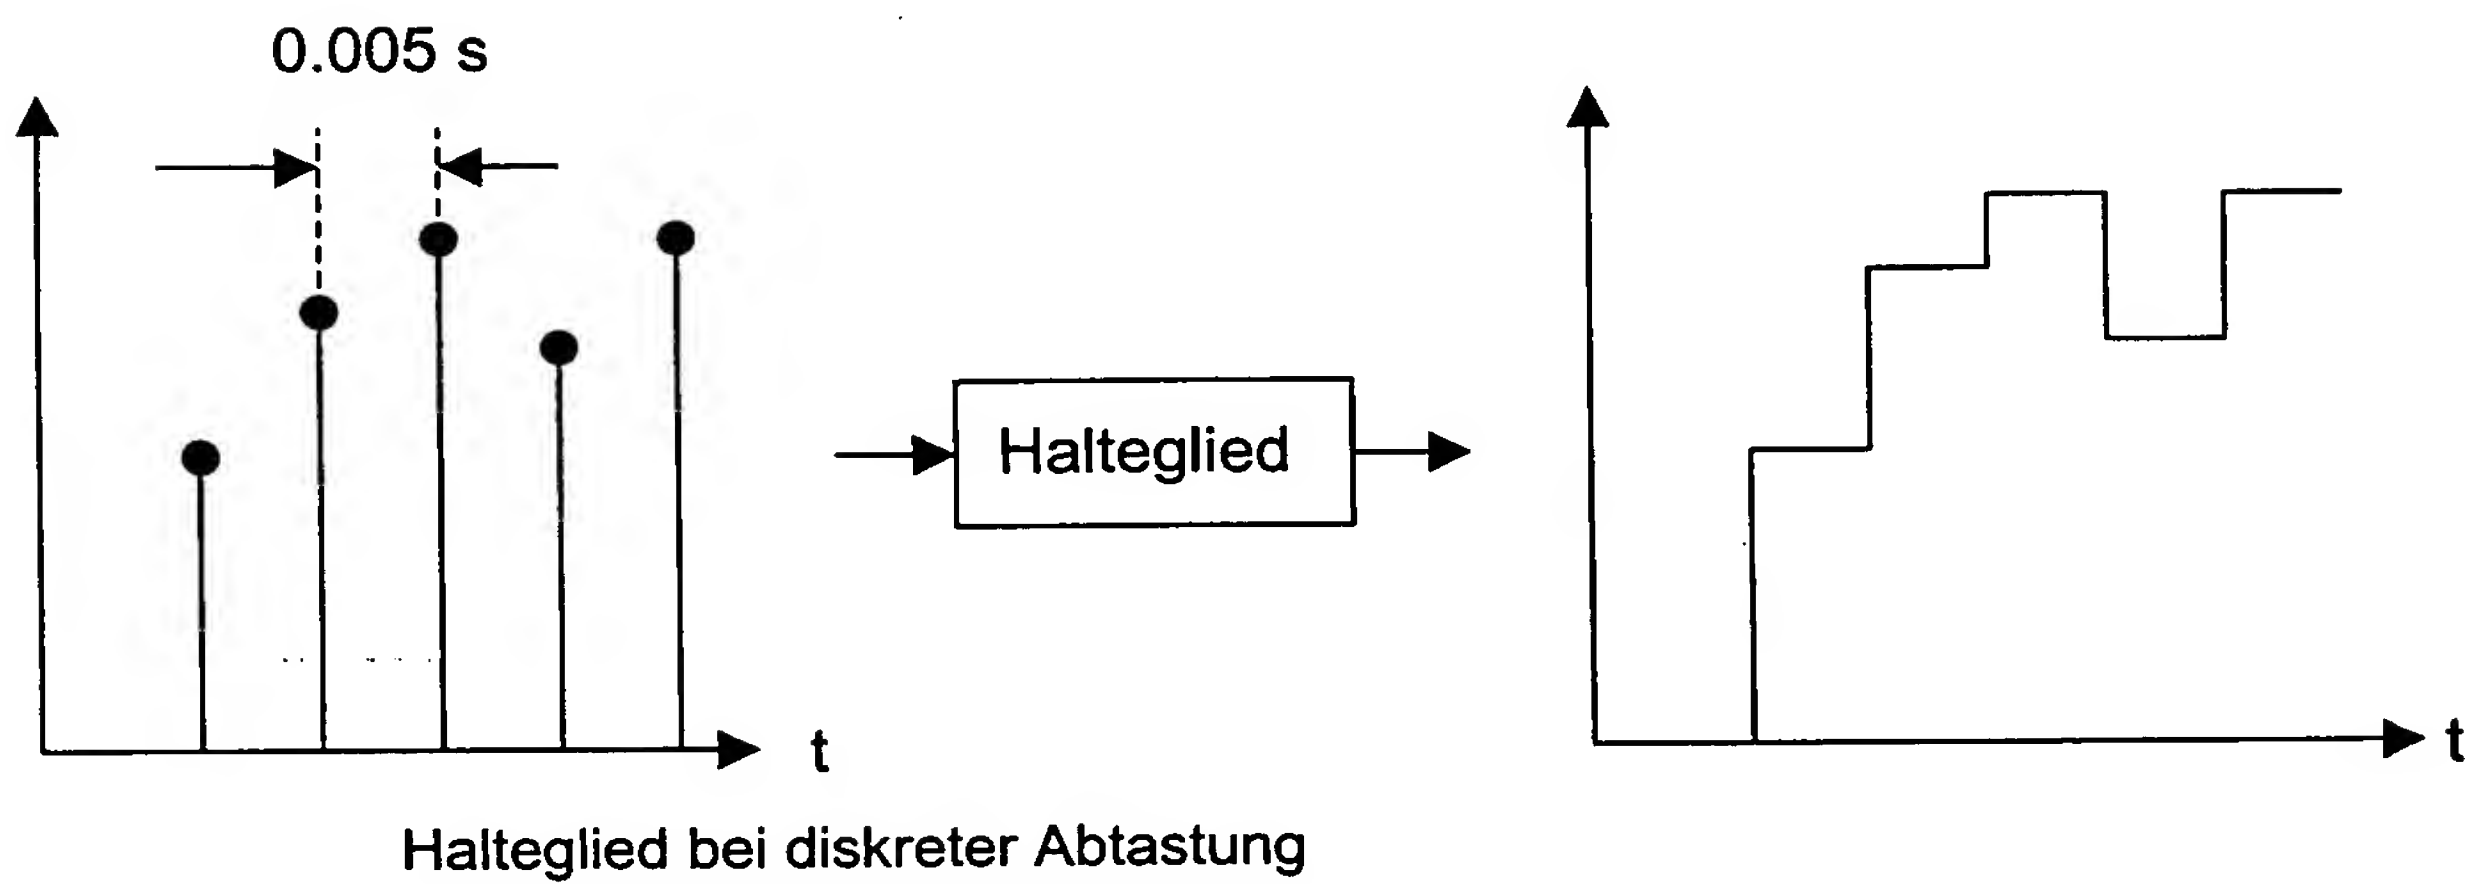 0.005 s
Halteglied
t
t
Halteglied bei diskreter Abtastung